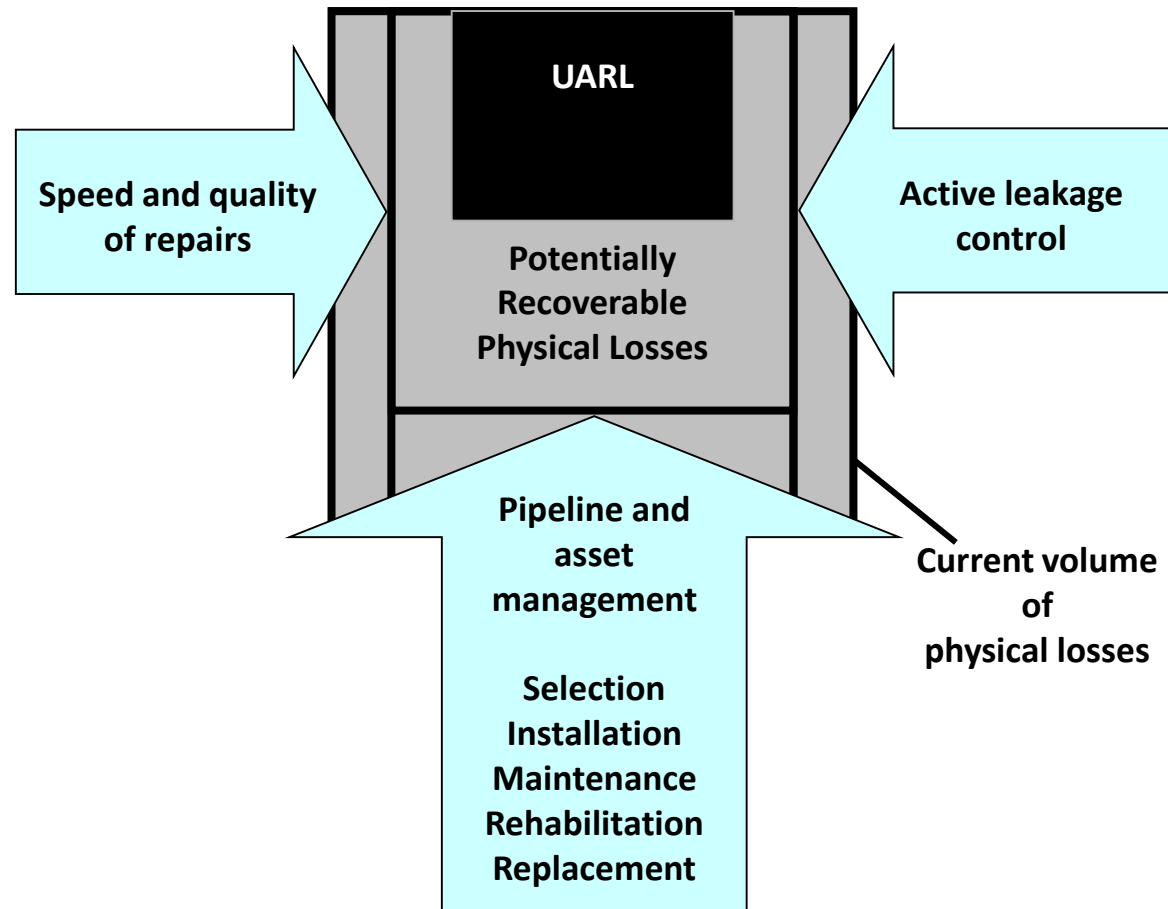 UARL
Speed and quality
of repairs
Active leakage
control
Potentially
Recoverable
Physical Losses
Pipeline and
asset
management
Selection
Installation
Maintenance
Rehabilitation
Replacement
Current volume
of
physical losses